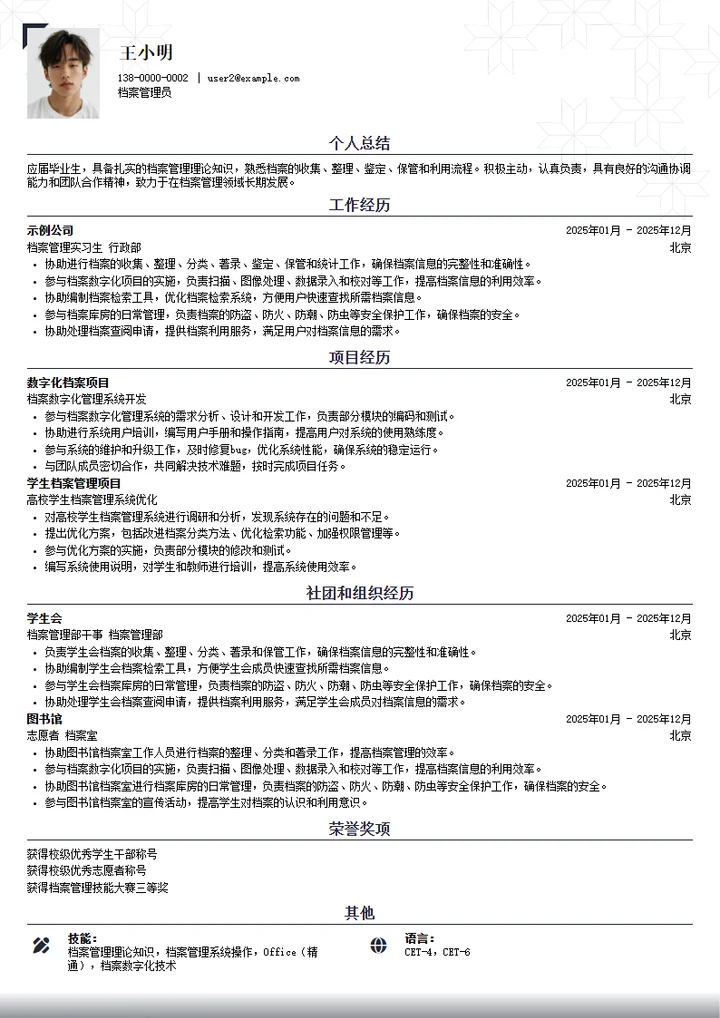 王小明
138-0000-0002 | user2@example.com
档案管理员
个人总结
应届毕业生，具备扎实的档案管理理论知识，熟悉档案的收集、整理、鉴定、保管和利用流程。积极主动，认真负责，具有良好的沟通协调
能力和团队合作精神，致力于在档案管理领域长期发展。
工作经历
示例公司 2025年01月 - 2025年12月
档案管理实习生 行政部 北京
• 协助进行档案的收集、整理、分类、著录、鉴定、保管和统计工作，确保档案信息的完整性和准确性。
• 参与档案数字化项目的实施，负责扫描、图像处理、数据录入和校对等工作，提高档案信息的利用效率。
• 协助编制档案检索工具，优化档案检索系统，方便用户快速查找所需档案信息。
• 参与档案库房的日常管理，负责档案的防盗、防火、防潮、防虫等安全保护工作，确保档案的安全。
• 协助处理档案查阅申请，提供档案利用服务，满足用户对档案信息的需求。
项目经历
数字化档案项目 2025年01月 - 2025年12月
档案数字化管理系统开发 北京
• 参与档案数字化管理系统的需求分析、设计和开发工作，负责部分模块的编码和测试。
• 协助进行系统用户培训，编写用户手册和操作指南，提高用户对系统的使用熟练度。
• 参与系统的维护和升级工作，及时修复bug，优化系统性能，确保系统的稳定运行。
• 与团队成员密切合作，共同解决技术难题，按时完成项目任务。
学生档案管理项目 2025年01月 - 2025年12月
高校学生档案管理系统优化 北京
• 对高校学生档案管理系统进行调研和分析，发现系统存在的问题和不足。
• 提出优化方案，包括改进档案分类方法、优化检索功能、加强权限管理等。
• 参与优化方案的实施，负责部分模块的修改和测试。
• 编写系统使用说明，对学生和教师进行培训，提高系统使用效率。
社团和组织经历
学生会 2025年01月 - 2025年12月
档案管理部干事 档案管理部 北京
• 负责学生会档案的收集、整理、分类、著录和保管工作，确保档案信息的完整性和准确性。
• 协助编制学生会档案检索工具，方便学生会成员快速查找所需档案信息。
• 参与学生会档案库房的日常管理，负责档案的防盗、防火、防潮、防虫等安全保护工作，确保档案的安全。
• 协助处理学生会档案查阅申请，提供档案利用服务，满足学生会成员对档案信息的需求。
图书馆 2025年01月 - 2025年12月
志愿者 档案室 北京
• 协助图书馆档案室工作人员进行档案的整理、分类和著录工作，提高档案管理的效率。
• 参与档案数字化项目的实施，负责扫描、图像处理、数据录入和校对等工作，提高档案信息的利用效率。
• 协助图书馆档案室进行档案库房的日常管理，负责档案的防盗、防火、防潮、防虫等安全保护工作，确保档案的安全。
• 参与图书馆档案室的宣传活动，提高学生对档案的认识和利用意识。
荣誉奖项
获得校级优秀学生干部称号
获得校级优秀志愿者称号
获得档案管理技能大赛三等奖
其他
技能：
档案管理理论知识，档案管理系统操作，Office（精
通），档案数字化技术
语言：
CET-4，CET-6